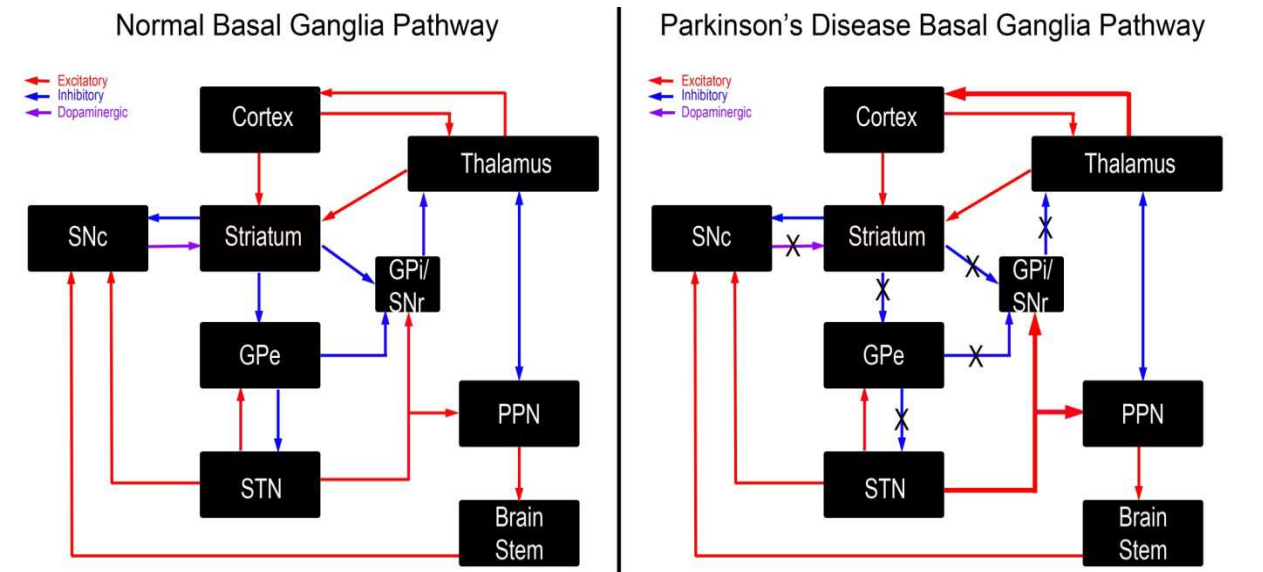 Normal Basal Ganglia Pathway
Excitatory
Inhibitory
Dopaminergic
Cortex
Thalamus
SNc
Striatum
GPi/
SNr
GPe
PPN
STN
Brain
Stem
Parkinson's Disease Basal Ganglia Pathway
Excitatory
Inhibitory
Dopaminergic
Cortex
Thalamus
SNc
X
Striatum
X
X
GPi/
SNr
X
GPe
X
X
PPN
STN
Brain
Stem